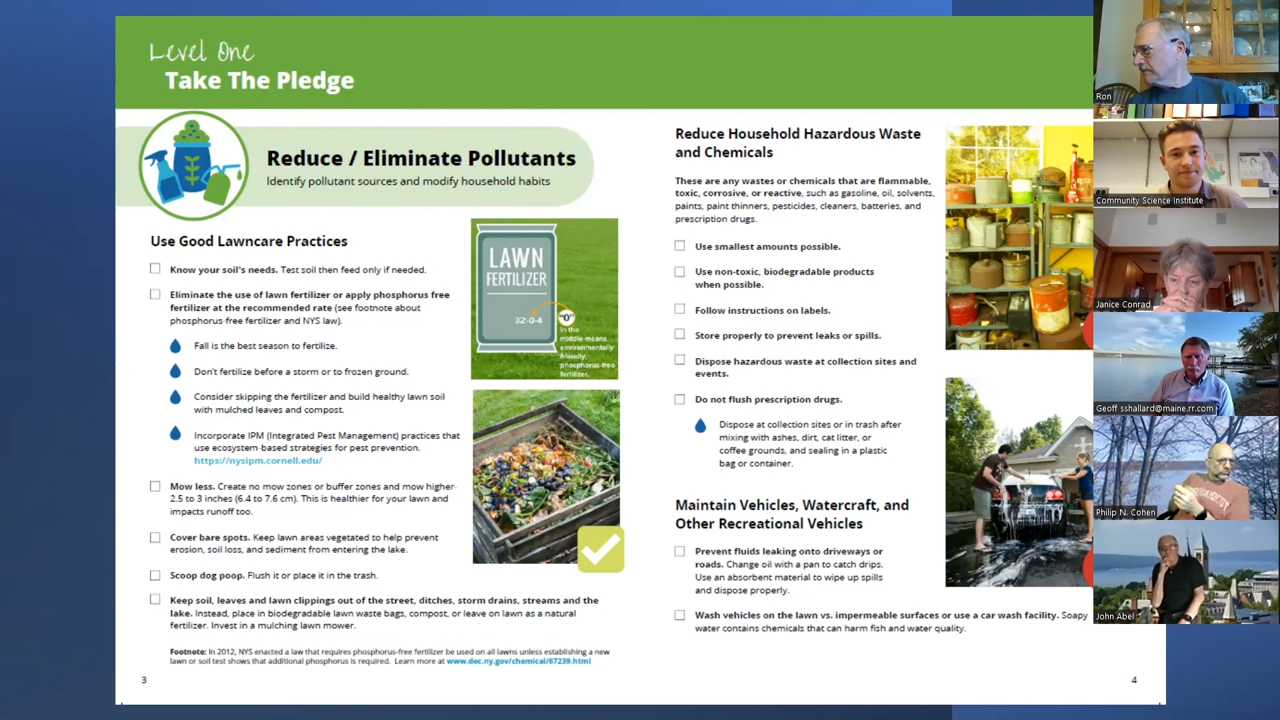 Level One
Take The Pledge
Reduce / Eliminate Pollutants
Identify pollutant sources and modify household habits
Use Good Lawncare Practices
Know your soil's needs. Test soil then feed only if needed.
Eliminate the use of lawn fertilizer or apply phosphorus free
fertilizer at the recommended rate (see footnote about
phosphorus-free fertilizer and NYS law).
Fall is the best season to fertilize.
Don't fertilize before a storm or to frozen ground.
Consider skipping the fertilizer and build healthy lawn soil
with mulched leaves and compost.
Incorporate IPM (Integrated Pest Management) practices that
use ecosystem-based strategies for pest prevention.
https://nysipm.cornell.edu/
Mow less. Create no mow zones or buffer zones and mow higher-
2.5 to 3 inches (6.4 to 7.6 cm). This is healthier for your lawn and
impacts runoff too.
Cover bare spots. Keep lawn areas vegetated to help prevent
erosion, soil loss, and sediment from entering the lake.
Scoop dog poop. Flush it or place it in the trash.
Keep soil, leaves and lawn clippings out of the street, ditches, storm drains, streams and the
lake. Instead, place in biodegradable lawn waste bags, compost, or leave on lawn as a natural
fertilizer. Invest in a mulching lawn mower.
Footnote: In 2012, NYS enacted a law that requires phosphorus-free fertilizer be used on all lawns unless establishing a new
lawn or soil test shows that additional phosphorus is required. Learn more at www.dec.ny.gov/chemical/67239.html
3
LAWN
FERTILIZER
32-0-4
"0"
in the
middle means
environmentally
friendly,
phosphorus-free
fertilizer.
Reduce Household Hazardous Waste
and Chemicals
These are any wastes or chemicals that are flammable,
toxic, corrosive, or reactive, such as gasoline, oil, solvents,
paints, paint thinners, pesticides, cleaners, batteries, and
prescription drugs.
Use smallest amounts possible.
Use non-toxic, biodegradable products
when possible.
Follow instructions on labels.
Store properly to prevent leaks or spills.
Dispose hazardous waste at collection sites and
events.
Do not flush prescription drugs.
Dispose at collection sites or in trash after
mixing with ashes, dirt, cat litter, or
coffee grounds, and sealing in a plastic
bag or container.
Maintain Vehicles, Watercraft, and
Other Recreational Vehicles
Prevent fluids leaking onto driveways or
roads. Change oil with a pan to catch drips.
Use an absorbent material to wipe up spills
and dispose properly.
Wash vehicles on the lawn vs. impermeable surfaces or use a car wash facility. Soapy
water contains chemicals that can harm fish and water quality.
4
Ron
Community Science Institute
Janice Conrad
Geoff sshallard@maine.rr.com
Philip N. Cohen
John Abel